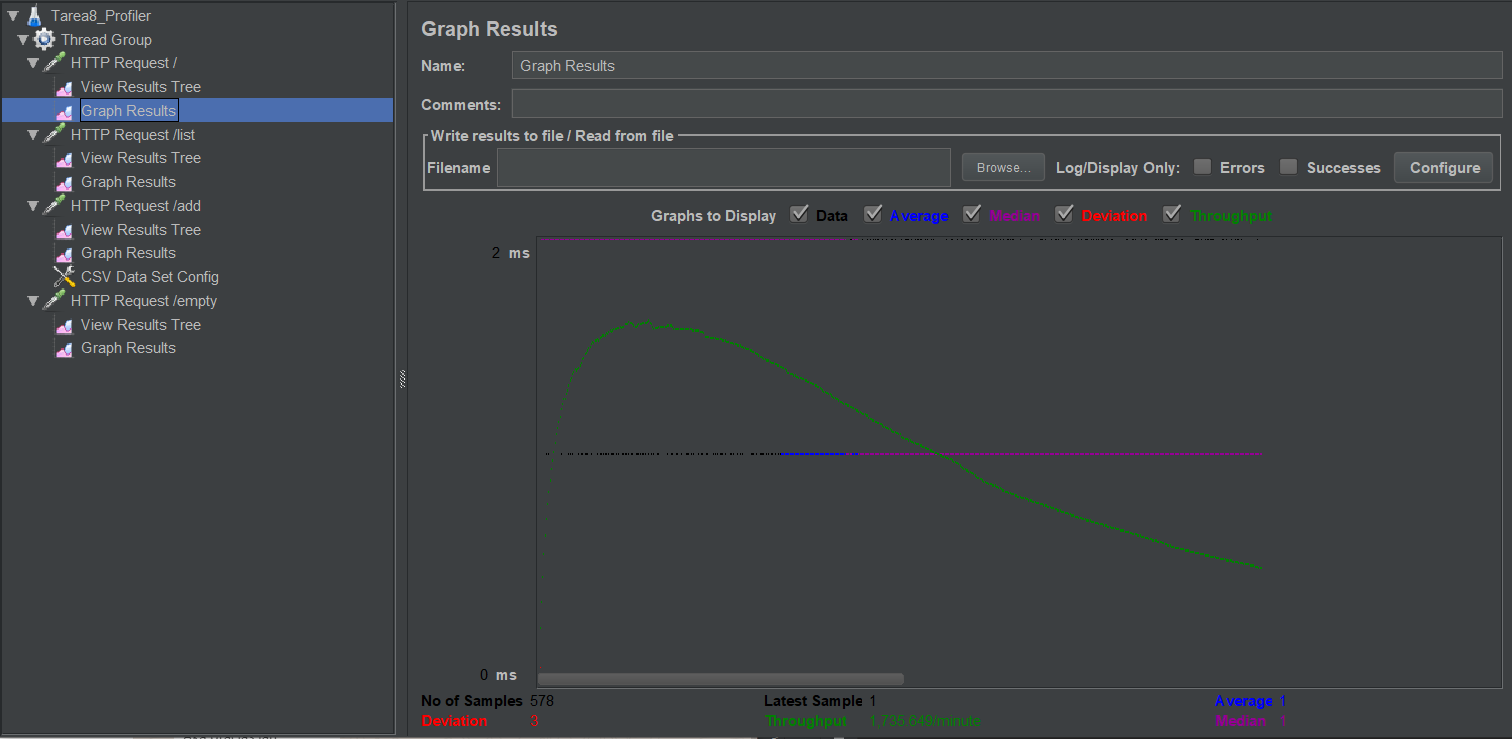 Tarea8_Profiler
Thread Group
HTTP Request /
View Results Tree
Graph Results
HTTP Request /list
View Results Tree
Graph Results
HTTP Request /add
View Results Tree
Graph Results
CSV Data Set Config
HTTP Request /empty
View Results Tree
Graph Results
Graph Results
Name: Graph Results
Comments:
Write results to file / Read from file
Filename Browse... Log/Display Only: Errors Successes Configure
Graphs to Display Data Average Median Deviation Throughput
2 ms
0 ms
No of Samples 578 Latest Sample 1 Average 1
Deviation 3 Throughput 1,735.649/minute Median 1